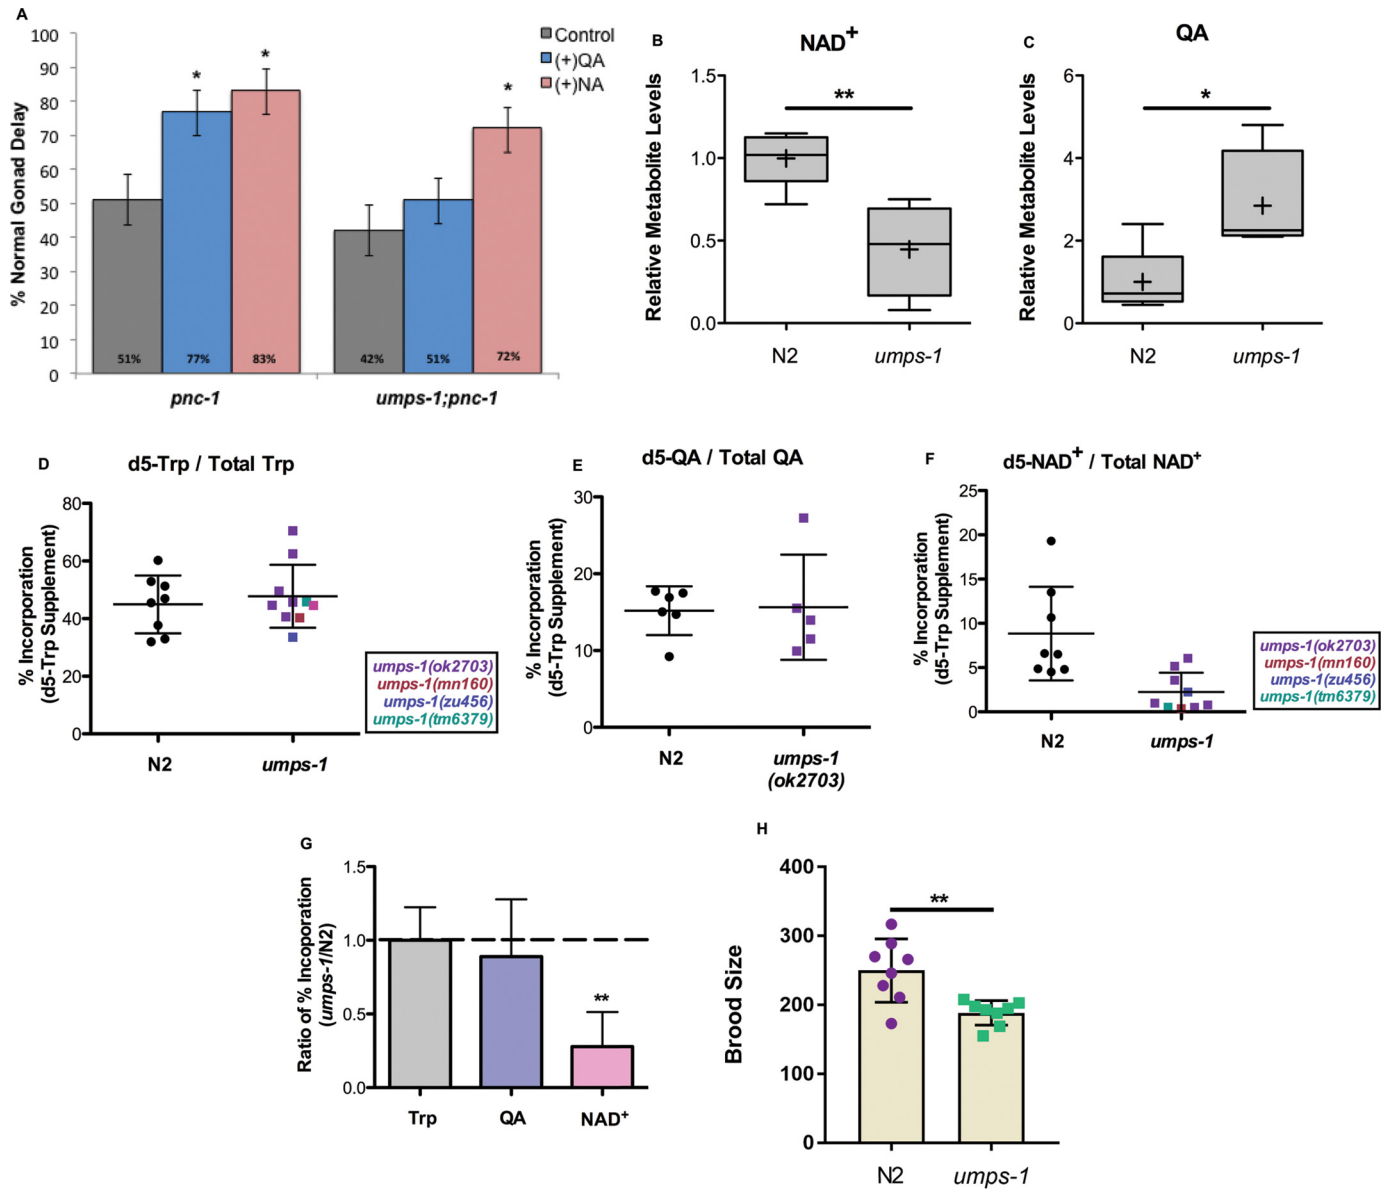 A
% Normal Gonad Delay
100
90
80
70
60
50
40
30
20
10
0
* * *
51% 77% 83% 42% 51% 72%
pnc-1 umps-1;pnc-1
Control
(+)QA
(+)NA
B
NAD+
Relative Metabolite Levels
1.5
1.0
0.5
0.0
**
N2 umps-1
C
QA
Relative Metabolite Levels
6
4
2
0
*
N2 umps-1
D
d5-Trp / Total Trp
% Incorporation
(d5-Trp Supplement)
80
60
40
20
0
N2 umps-1
umps-1(ok2703)
umps-1(mn160)
umps-1(zu456)
umps-1(tm6379)
E
d5-QA / Total QA
% Incorporation
(d5-Trp Supplement)
30
20
10
0
N2 umps-1
(ok2703)
F
d5-NAD+ / Total NAD+
% Incorporation
(d5-Trp Supplement)
25
20
15
10
5
0
N2 umps-1
umps-1(ok2703)
umps-1(mn160)
umps-1(zu456)
umps-1(tm6379)
G
Ratio of % Incoporation
(umps-1/N2)
1.5
1.0
0.5
0.0
**
Trp QA NAD+
H
Brood Size
400
300
200
100
0
**
N2 umps-1